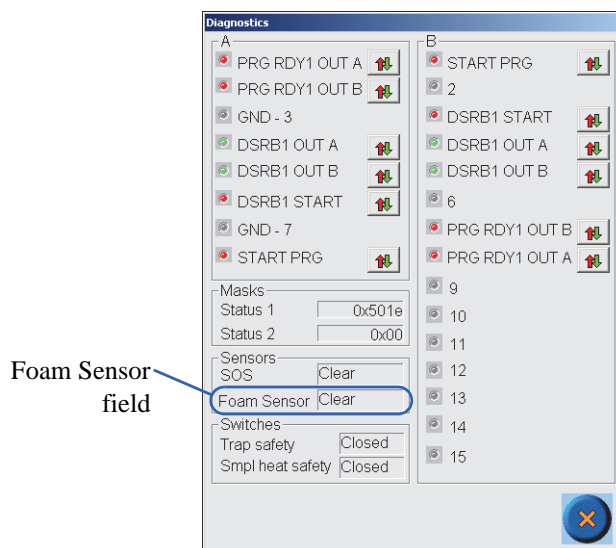 Diagnostics
A
PRG RDY1 OUT A
PRG RDY1 OUT B
GND - 3
DSRB1 OUT A
DSRB1 OUT B
DSRB1 START
GND - 7
START PRG
Masks
Status 1 0x501e
Status 2 0x00
Sensors
SOS Clear
Foam Sensor Clear
Switches
Trap safety Closed
Smpl heat safety Closed
B
START PRG
2
DSRB1 START
DSRB1 OUT A
DSRB1 OUT B
6
PRG RDY1 OUT B
PRG RDY1 OUT A
9
10
11
12
13
14
15
Foam Sensor
field